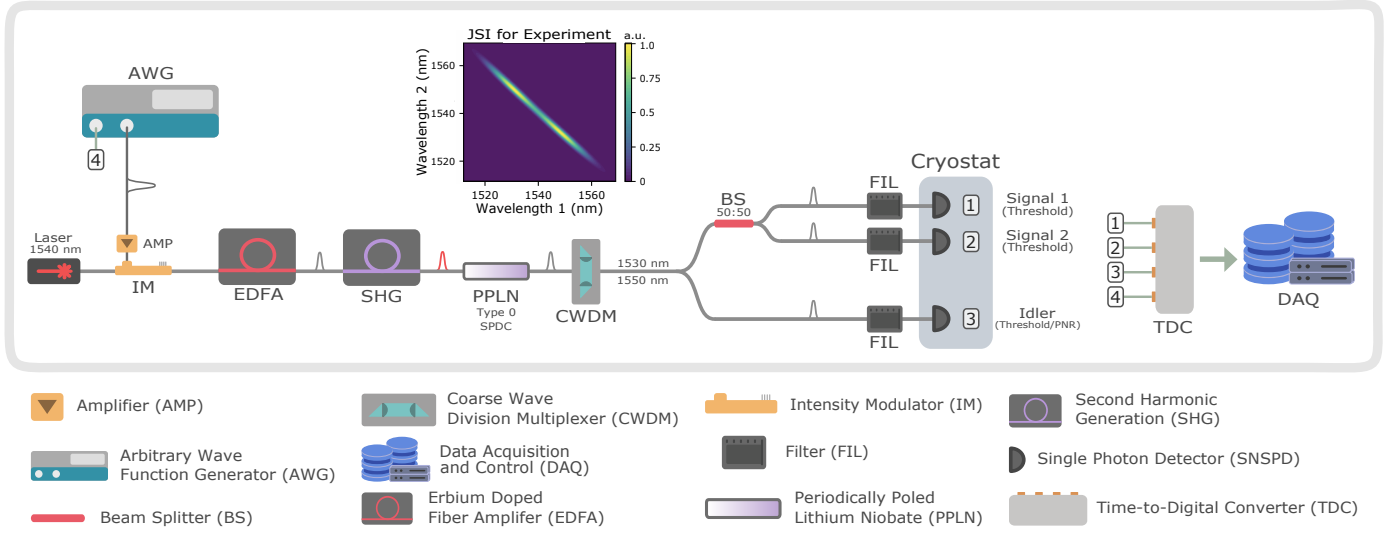 JSI for Experiment
a.u.
1.0
0.75
0.5
0.25
0
Wavelength 2 (nm)
1560
1540
1520
1520
1540
1560
Wavelength 1 (nm)
AWG
4
AMP
Laser
1540 nm
IM
EDFA
SHG
PPLN
Type 0
SPDC
CWDM
1530 nm
1550 nm
BS
50:50
FIL
FIL
FIL
Cryostat
1
2
3
Signal 1
(Threshold)
Signal 2
(Threshold)
Idler
(Threshold/PNR)
1
2
3
4
TDC
DAQ
Amplifier (AMP)
Arbitrary Wave
Function Generator (AWG)
Beam Splitter (BS)
Coarse Wave
Division Multiplexer (CWDM)
Data Acquisition
and Control (DAQ)
Erbium Doped
Fiber Amplifer (EDFA)
Intensity Modulator (IM)
Filter (FIL)
Periodically Poled
Lithium Niobate (PPLN)
Second Harmonic
Generation (SHG)
Single Photon Detector (SNSPD)
Time-to-Digital Converter (TDC)